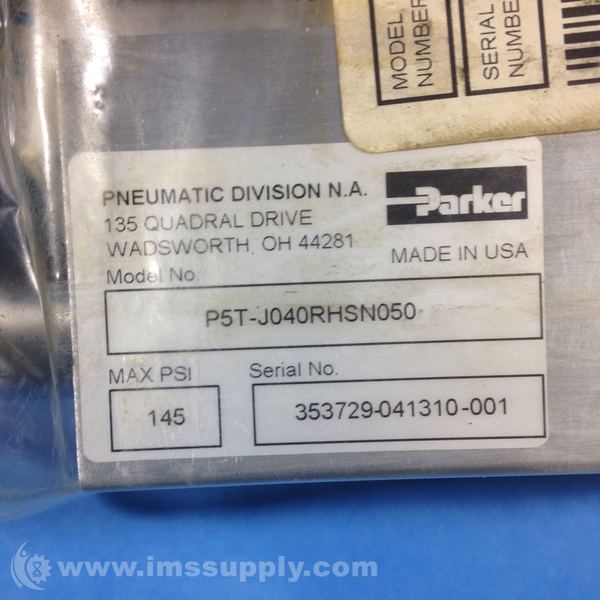 MODEL
NUMBER
SERIAL
NUMBE
PNEUMATIC DIVISION N.A.
135 QUADRAL DRIVE
WADSWORTH, OH 44281
Parker
MADE IN USA
Model No.
P5T-J040RHSN050
MAX PSI
145
Serial No.
353729-041310-001
www.imssupply.com